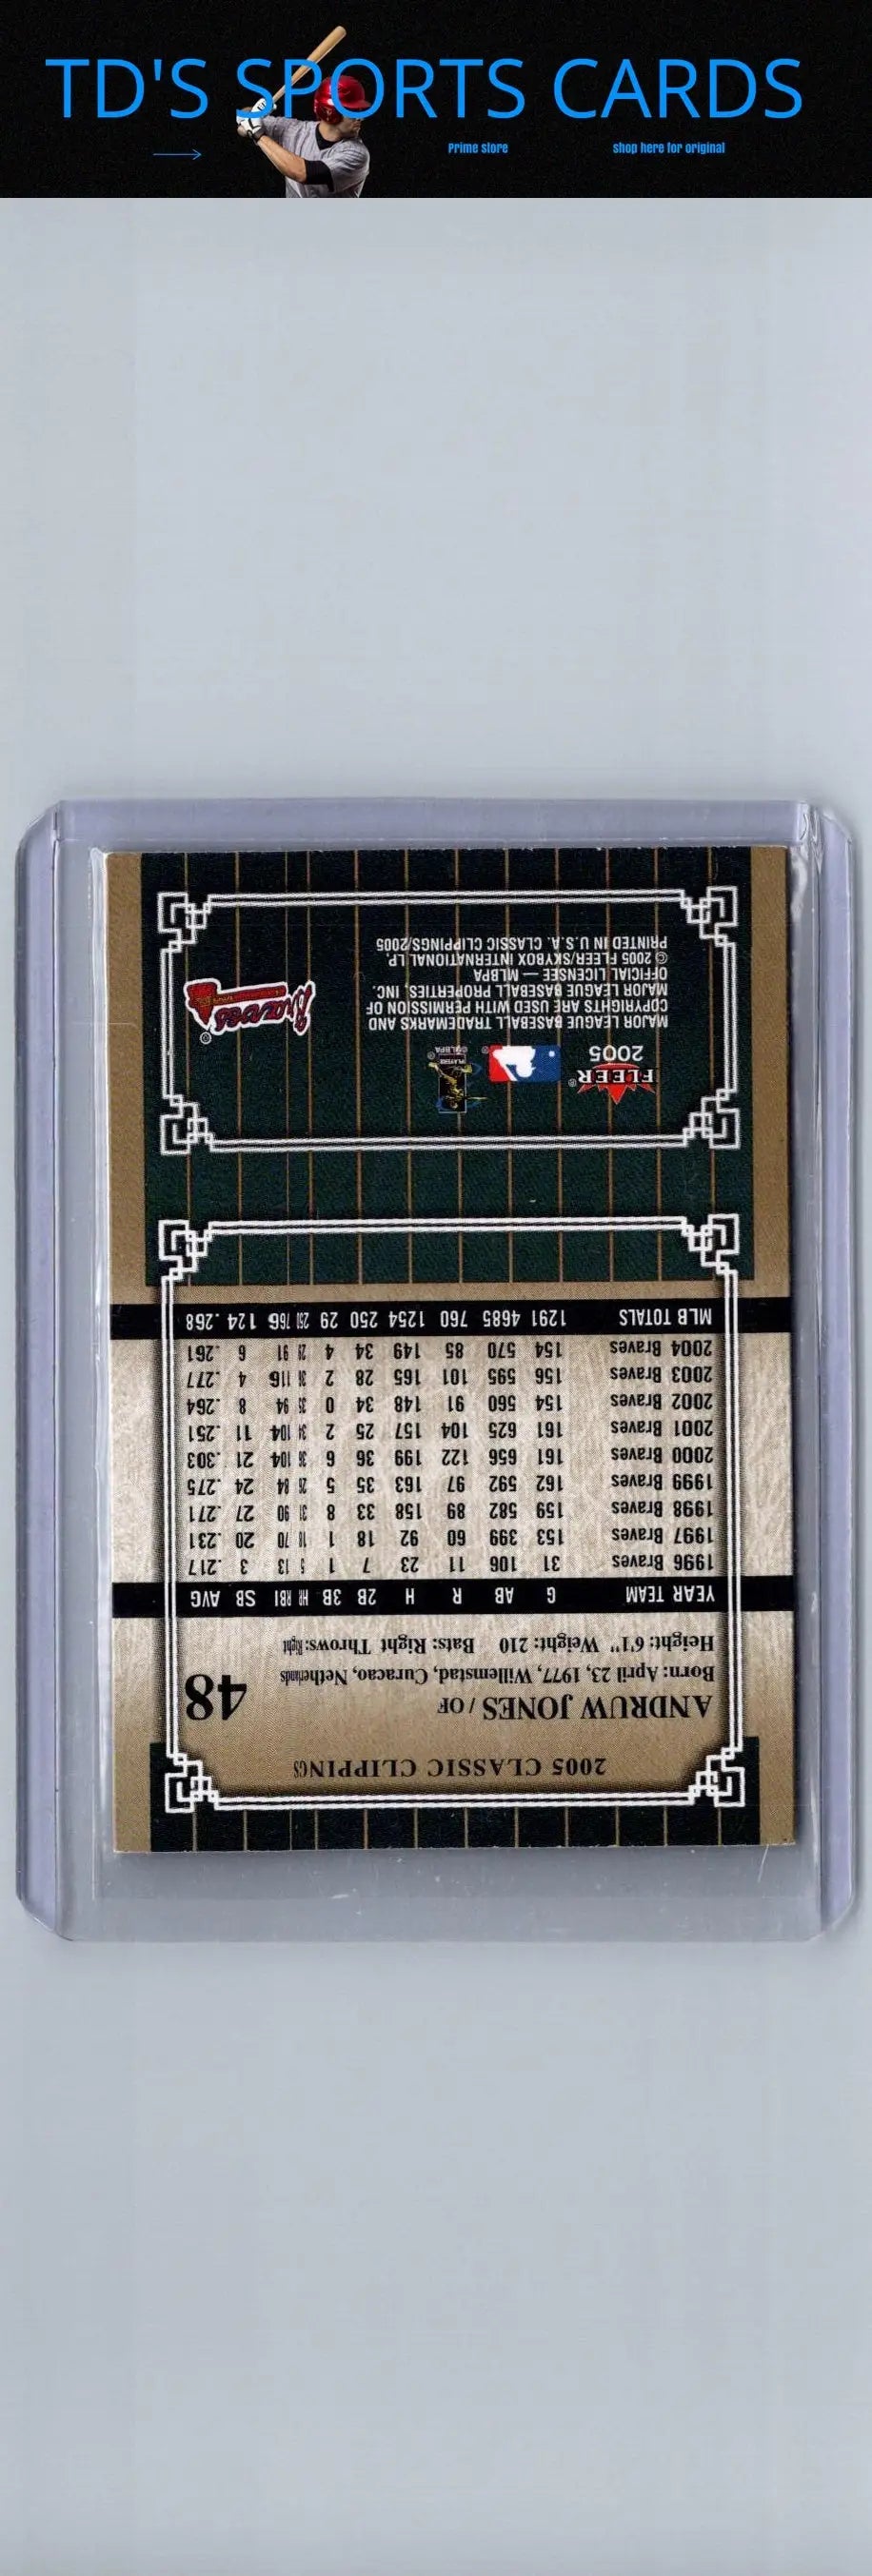 TD'S SPORTS CARDS
Prime store
shop here for original
2005 CLASSIC CLIPPINGS
ANDRUW JONES / OF
48
Born: April 23, 1977, Willemstad, Curacao, Netherlands
Height: 6'1" Weight: 210 Bats: Right Throws: Right
YEAR TEAM G AB R H 2B 3B HR RBI SB AVG
1996 Braves 31 106 11 23 7 1 5 13 3 .217
1997 Braves 153 399 60 92 18 1 18 70 20 .231
1998 Braves 159 582 89 158 33 8 31 90 27 .271
1999 Braves 162 592 97 163 35 5 26 84 24 .275
2000 Braves 161 656 122 199 36 6 36 104 21 .303
2001 Braves 161 625 104 157 25 2 34 104 11 .251
2002 Braves 154 560 91 148 34 0 35 94 8 .264
2003 Braves 156 595 101 165 28 2 36 116 4 .277
2004 Braves 154 570 85 149 34 4 29 91 6 .261
MLB TOTALS 1291 4685 760 1254 250 29 250 766 124 .268
FLEER®
2005
PLAYERS
©MLBPA
MAJOR LEAGUE BASEBALL TRADEMARKS AND
COPYRIGHTS ARE USED WITH PERMISSION OF
MAJOR LEAGUE BASEBALL PROPERTIES, INC.
OFFICIAL LICENSEE — MLBPA
© 2005 FLEER/SKYBOX INTERNATIONAL, LP.
PRINTED IN U.S.A. CLASSIC CLIPPINGS/2005
Braves®